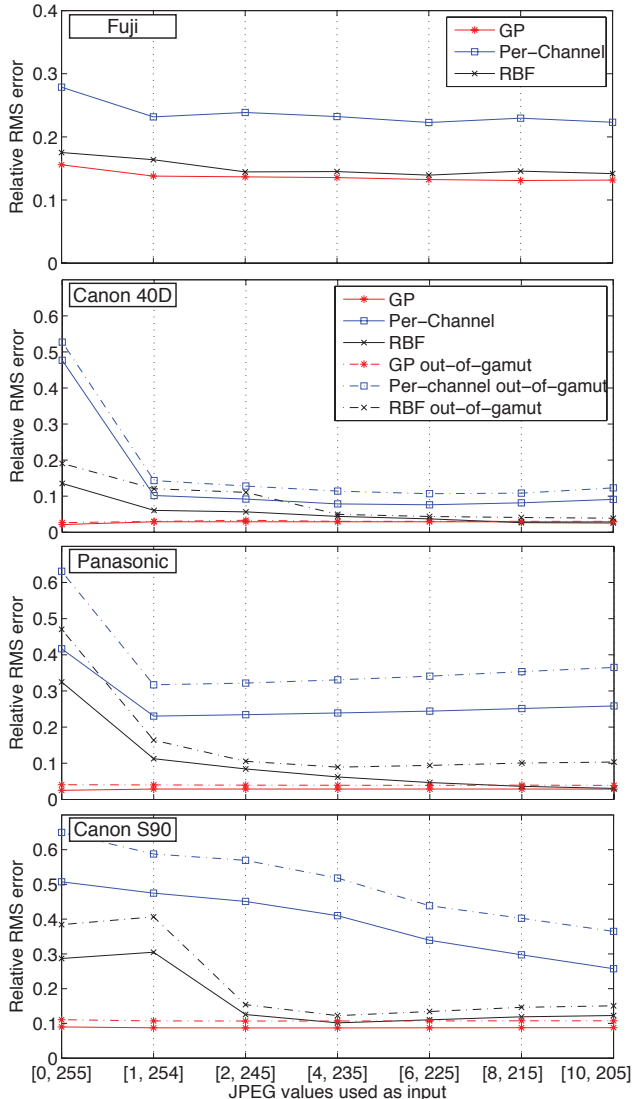 Fuji
GP
Per-Channel
RBF
Relative RMS error
0.4
0.3
0.2
0.1
0
Canon 40D
GP
Per-Channel
RBF
GP out-of-gamut
Per-channel out-of-gamut
RBF out-of-gamut
Relative RMS error
0.6
0.5
0.4
0.3
0.2
0.1
0
Panasonic
Relative RMS error
0.6
0.5
0.4
0.3
0.2
0.1
0
Canon S90
Relative RMS error
0.6
0.5
0.4
0.3
0.2
0.1
0
[0, 255] [1, 254] [2, 245] [4, 235] [6, 225] [8, 215] [10, 205]
JPEG values used as input